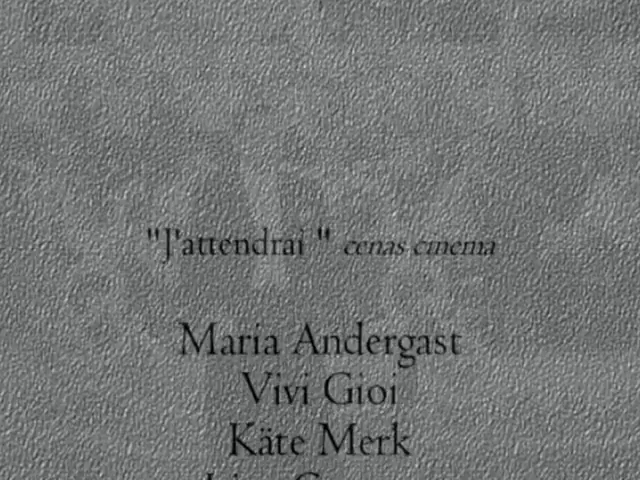 "J'attendrai " cenas cinema
Maria Andergast
Vivi Gioi
Käte Merk